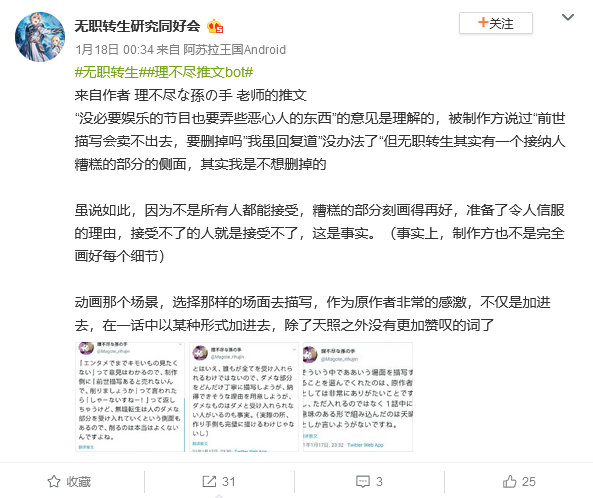 无职转生研究同好会
+关注
1月18日 00:34 来自 阿苏拉王国Android
#无职转生##理不尽推文bot#
来自作者 理不尽な孫の手 老师的推文
“没必要娱乐的节目也要弄些恶心人的东西”的意见是理解的，被制作方说过“前世
描写会卖不出去，要删掉吗”我虽回复道”没办法了“但无职转生其实有一个接纳人
糟糕的部分的侧面，其实我是不想删掉的
虽说如此，因为不是所有人都能接受，糟糕的部分刻画得再好，准备了令人信服
的理由，接受不了的人就是接受不了，这是事实。（事实上，制作方也不是完全
画好每个细节）
动画那个场景，选择那样的场面去描写，作为原作者非常的感激，不仅是加进
去，在一话中以某种形式加进去，除了天照之外没有更加赞叹的词了
理不尽な孫の手
@Magote_rihujin
「エンタメでまでキモいもの見たく
ない」って意見はわかるので、制作
側に「前世描写あると売れないん
で、削りましょうか」って言われた
ら「しゃーないすねー！」って返し
ちゃうけど、無職転生は人のダメな
部分を受け入れていくという側面も
あるので、削るのは本当はよくない
んですよね。
翻译推文
理不尽な孫の手
@Magote_rihujin
とはいえ、誰もが全てを受け入れら
れるわけではないので、ダメな部分
をどんだけ丁寧に描写しようが、納
得できそうな理由を用意しようが、
ダメなものはダメと受け入れられな
い人がいるのも事実。（実際の所、
作り手側も完璧に描けるわけじゃな
いし）
翻译推文
理不尽な孫の手
@Magote_rihujin
そういう中でああいう場面を描写す
ることを選んでくれたのは、原作者
としては非常にありがたいことです
し、ただ入れるのではなく1話中に
意味のある形で組み込んだのは天晴
としか言いようがないですね。
翻译推文
Twitter Web App
收藏
31
3
25